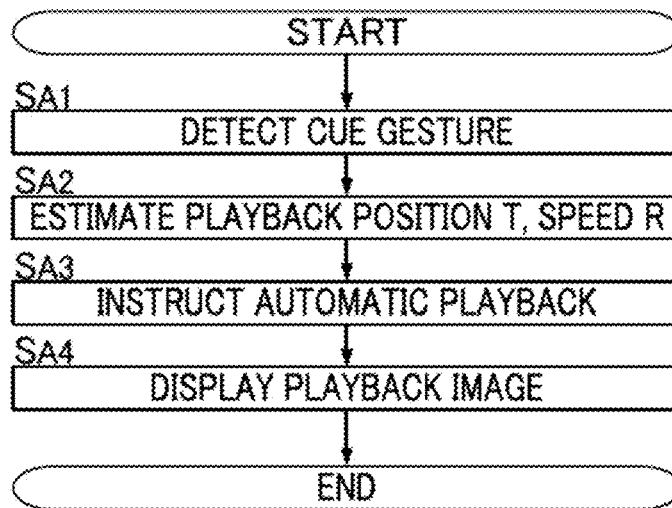 START
SA1
DETECT CUE GESTURE
SA2
ESTIMATE PLAYBACK POSITION T, SPEED R
SA3
INSTRUCT AUTOMATIC PLAYBACK
SA4
DISPLAY PLAYBACK IMAGE
END